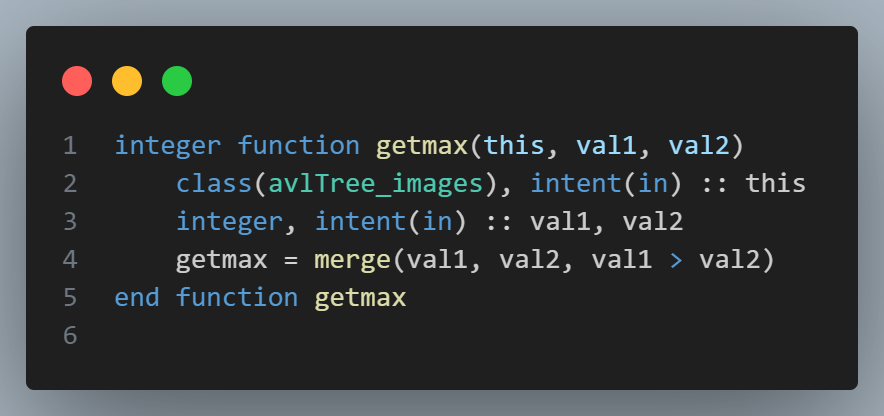 1 integer function getmax(this, val1, val2)
2     class(avlTree_images), intent(in) :: this
3     integer, intent(in) :: val1, val2
4     getmax = merge(val1, val2, val1 > val2)
5 end function getmax
6